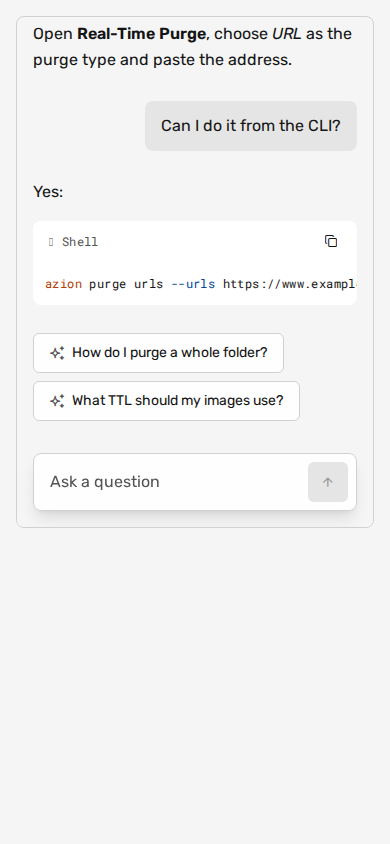 Open Real-Time Purge, choose URL as the
purge type and paste the address.
Can I do it from the CLI?
Yes:
Shell
azion purge urls --urls https://www.exampl
How do I purge a whole folder?
What TTL should my images use?
Ask a question